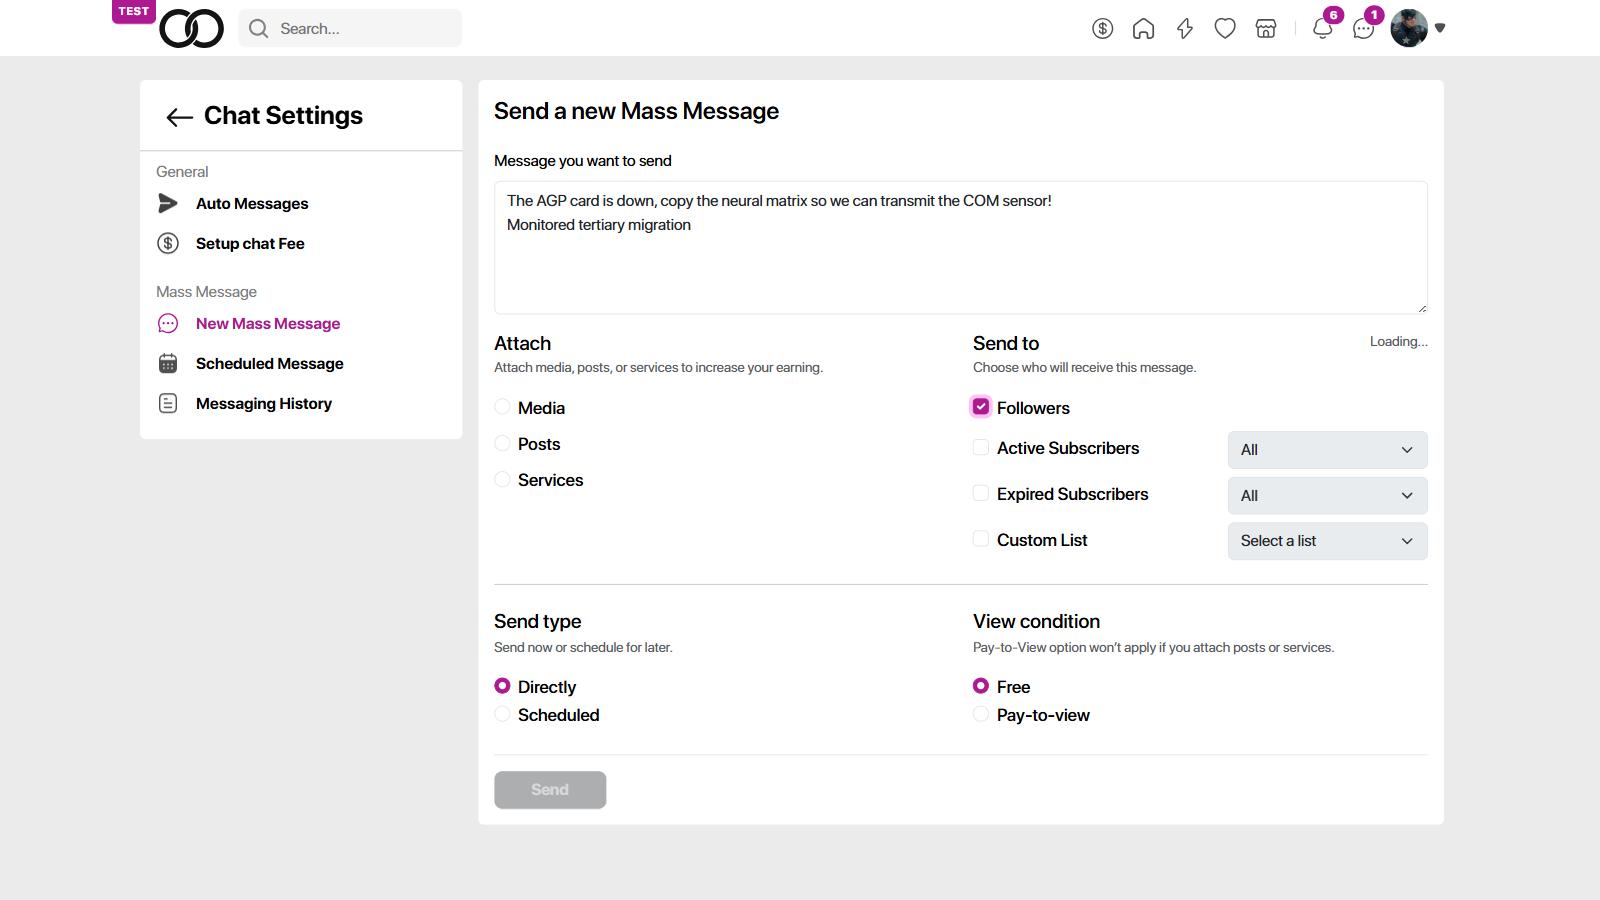 TEST
Search...
6
1
Chat Settings
General
Auto Messages
Setup chat Fee
Mass Message
New Mass Message
Scheduled Message
Messaging History
Send a new Mass Message
Message you want to send
The AGP card is down, copy the neural matrix so we can transmit the COM sensor!
Monitored tertiary migration
Attach
Attach media, posts, or services to increase your earning.
Media
Posts
Services
Send to
Loading...
Choose who will receive this message.
Followers
Active Subscribers
All
Expired Subscribers
All
Custom List
Select a list
Send type
Send now or schedule for later.
Directly
Scheduled
View condition
Pay-to-View option won’t apply if you attach posts or services.
Free
Pay-to-view
Send